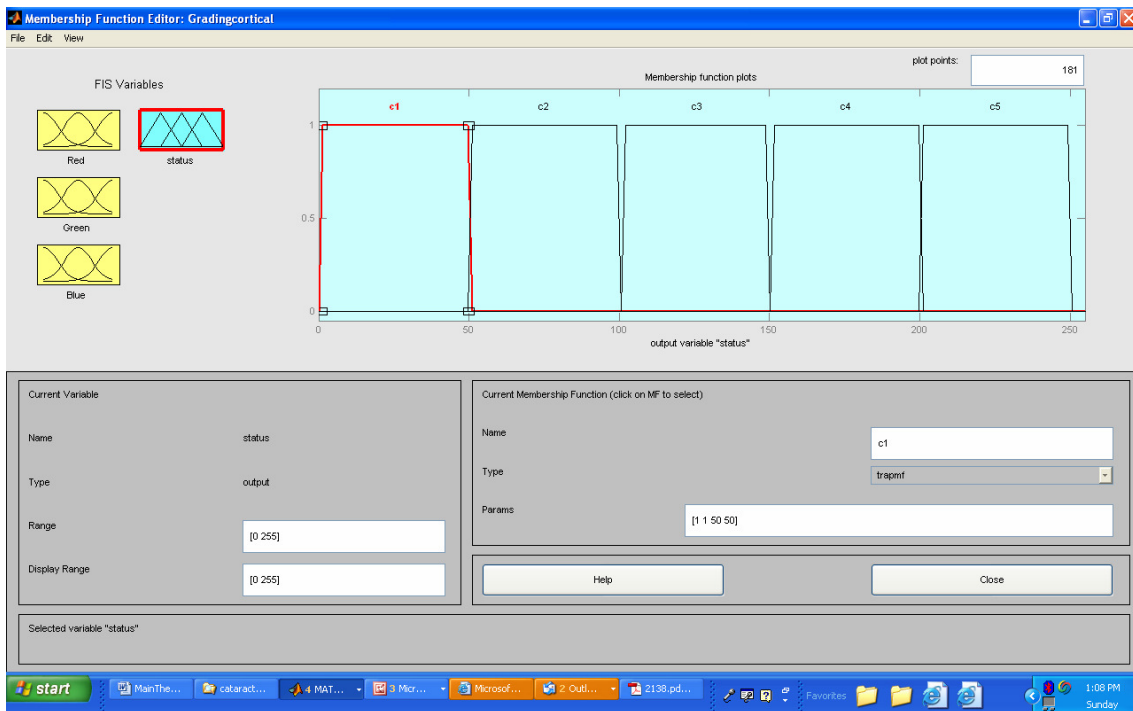 Membership Function Editor: Gradingcortical
File Edit View
FIS Variables
Red
status
Green
Blue
plot points:
181
Membership function plots
c1 c2 c3 c4 c5
1
0.5
0
0 50 100 150 200 250
output variable "status"
Current Variable
Name status
Type output
Range [0 255]
Display Range [0 255]
Current Membership Function (click on MF to select)
Name c1
Type trapmf
Params [1 1 50 50]
Help Close
Selected variable "status"
start MainThe... cataract... 4 MAT... 3 Micr... Microsof... 2 Outl... 2138.pd... Favorites 1:08 PM
Sunday